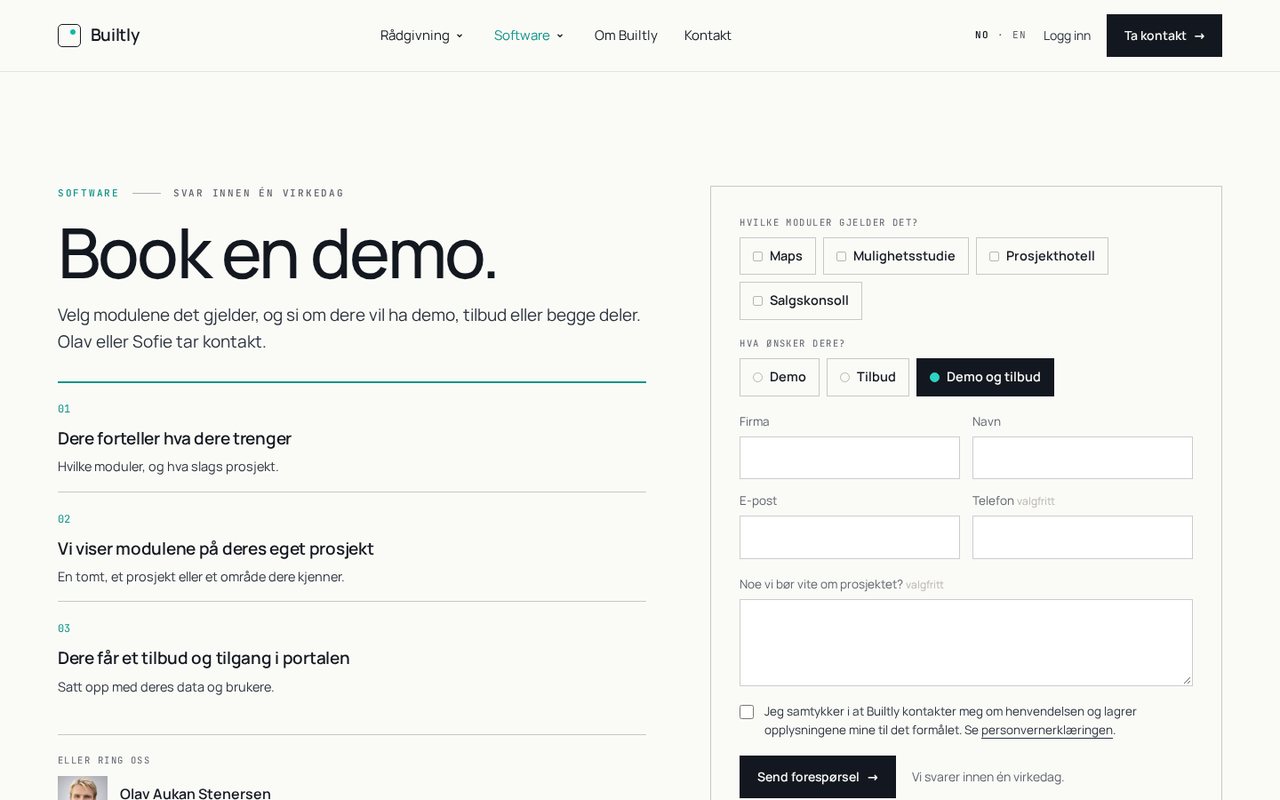 Builtly
Rådgivning
Software
Om Builtly
Kontakt
NO · EN
Logg inn
Ta kontakt →
SOFTWARE
SVAR INNEN ÉN VIRKEDAG
Book en demo.
Velg modulene det gjelder, og si om dere vil ha demo, tilbud eller begge deler.
Olav eller Sofie tar kontakt.
01
Dere forteller hva dere trenger
Hvilke moduler, og hva slags prosjekt.
02
Vi viser modulene på deres eget prosjekt
En tomt, et prosjekt eller et område dere kjenner.
03
Dere får et tilbud og tilgang i portalen
Satt opp med deres data og brukere.
ELLER RING OSS
Olav Aukan Stenersen
HVILKE MODULER GJELDER DET?
Maps
Mulighetsstudie
Prosjekthotell
Salgskonsoll
HVA ØNSKER DERE?
Demo
Tilbud
Demo og tilbud
Firma
Navn
E-post
Telefon valgfritt
Noe vi bør vite om prosjektet? valgfritt
Jeg samtykker i at Builtly kontakter meg om henvendelsen og lagrer
opplysningene mine til det formålet. Se personvernerklæringen.
Send forespørsel →
Vi svarer innen én virkedag.